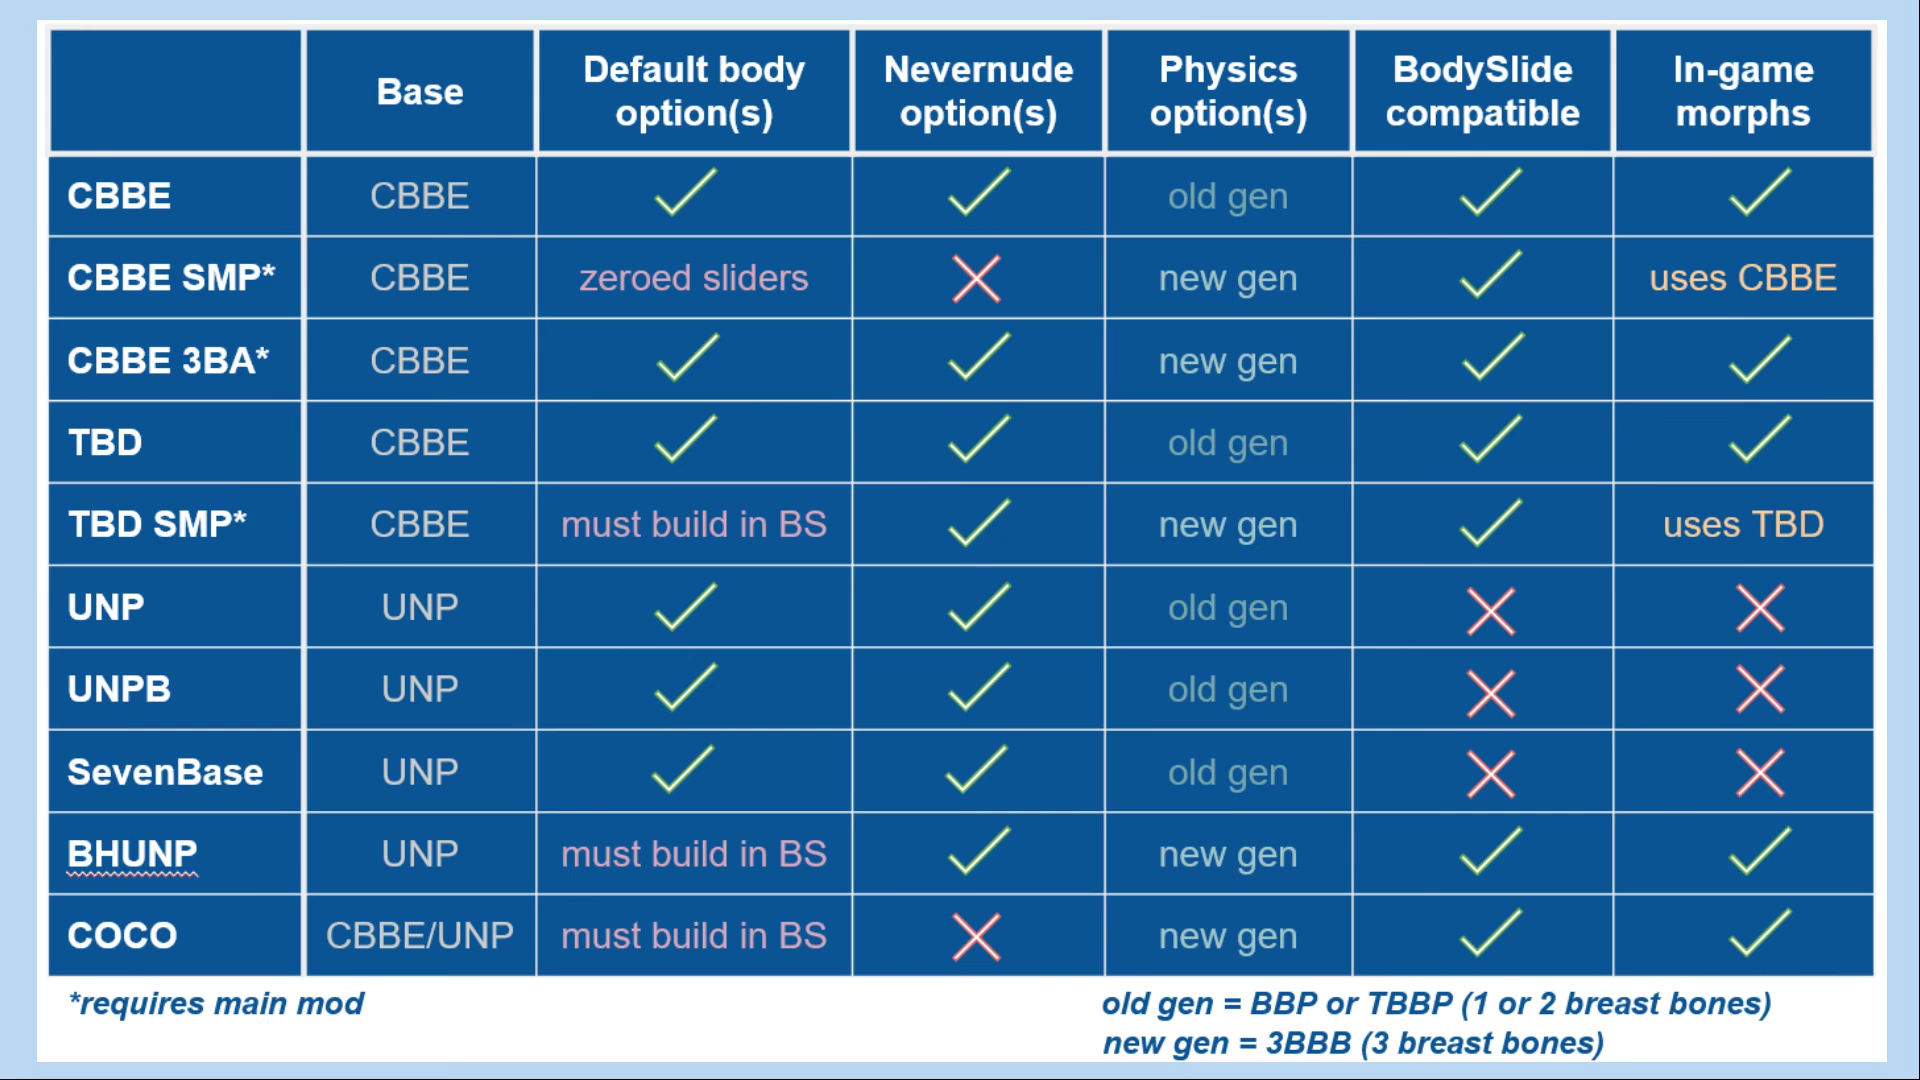 Base
Default body
option(s)
Nevernude
option(s)
Physics
option(s)
BodySlide
compatible
In-game
morphs
CBBE CBBE old gen
CBBE SMP* CBBE zeroed sliders new gen uses CBBE
CBBE 3BA* CBBE new gen
TBD CBBE old gen
TBD SMP* CBBE must build in BS new gen uses TBD
UNP UNP old gen
UNPB UNP old gen
SevenBase UNP old gen
BHUNP UNP must build in BS new gen
COCO CBBE/UNP must build in BS new gen
*requires main mod
old gen = BBP or TBBP (1 or 2 breast bones)
new gen = 3BBB (3 breast bones)